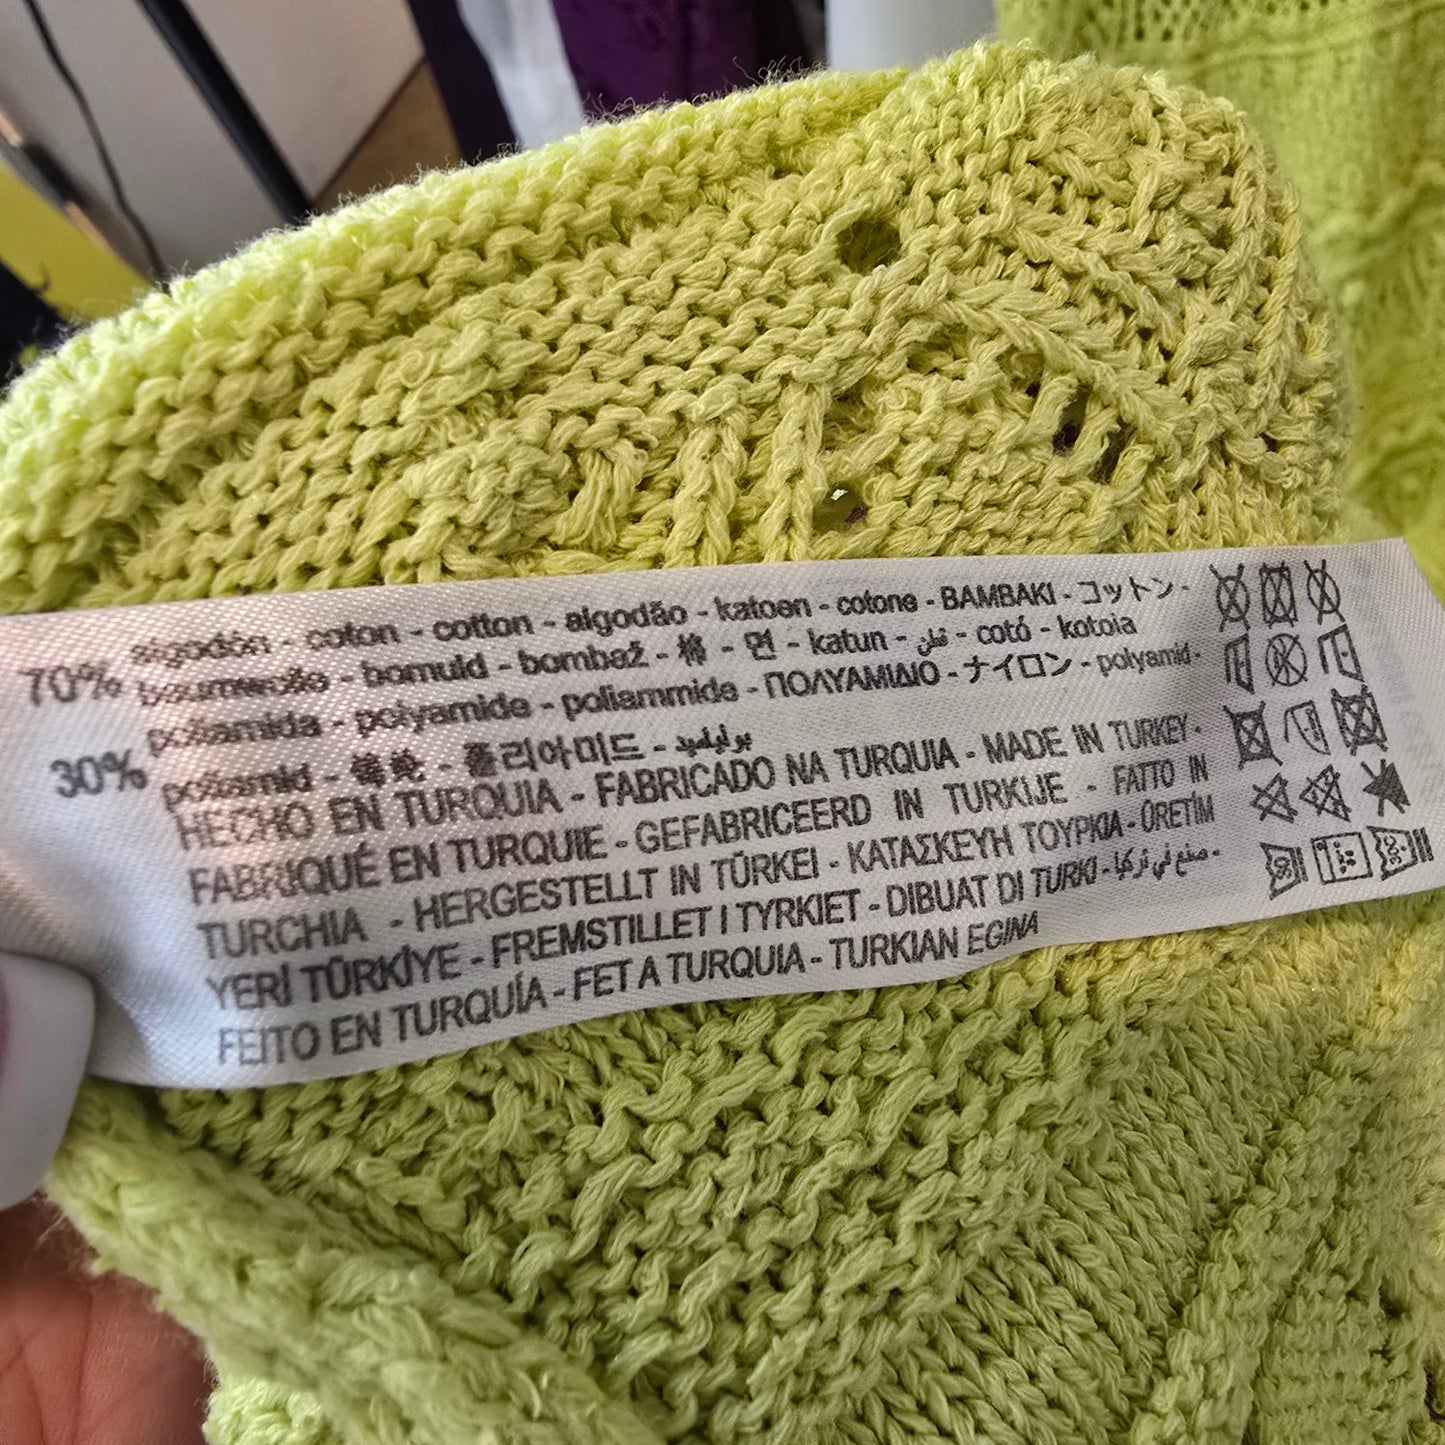 70% algodón - coton - cotton - algodão - katoen - cotone - BAMBAKI - コットン -
baumwolle - bomuld - bombaž - 棉 - 면 - katun - قطن - cotó - kotoia
30% poliamida - polyamide - poliammide - ΠΟΛΥΑΜΙΔΙΟ - ナイロン - polyamid -
poliamid - 폴리아미드 - بوليميد
HECHO EN TURQUIA - FABRICADO NA TURQUIA - MADE IN TURKEY -
FABRIQUÉ EN TURQUIE - GEFABRICEERD IN TURKIJE - FATTO IN
TURCHIA - HERGESTELLT IN TÜRKEI - ΚΑΤΑΣΚΕΥΗ ΤΟΥΡΚΙΑ - ÜRETİM
YERİ TÜRKİYE - FREMSTILLET I TYRKIET - DIBUAT DI TURKI - صنع في تركيا -
FEITO EN TURQUÍA - FET A TURQUIA - TURKIAN EGINA